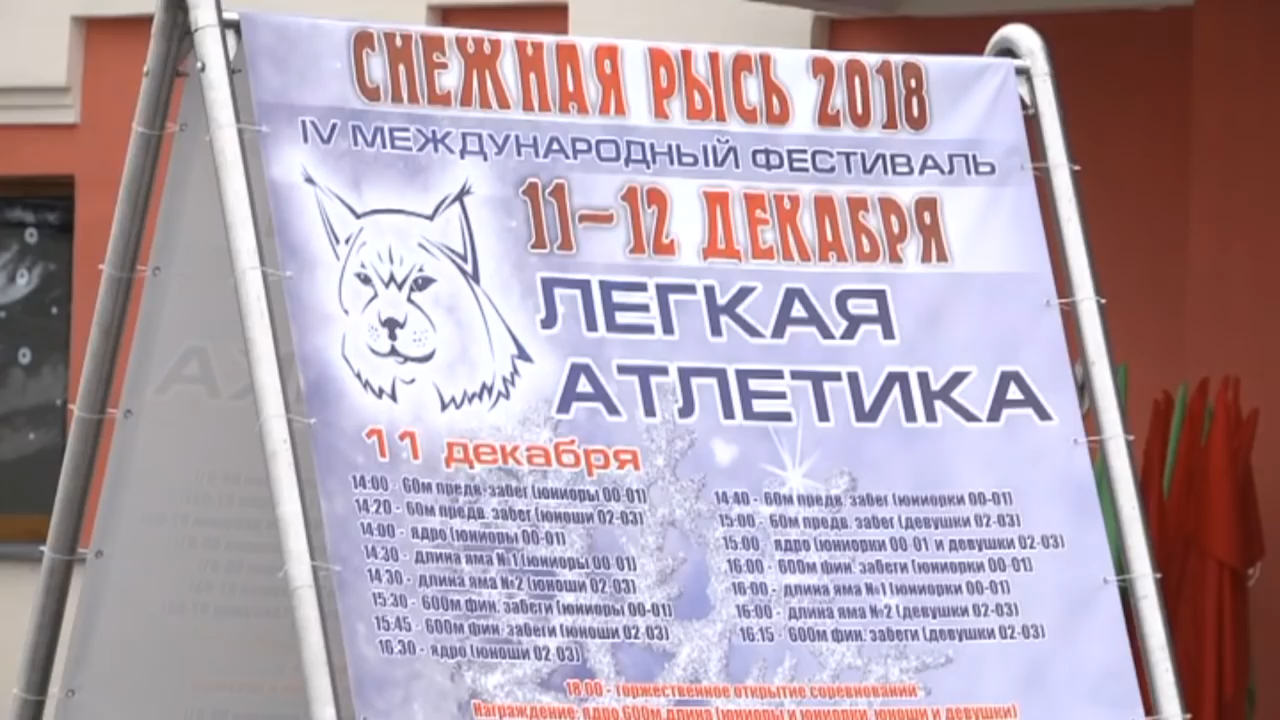 СНЕЖНАЯ РЫСЬ 2018
IV МЕЖДУНАРОДНЫЙ ФЕСТИВАЛЬ
11–12 ДЕКАБРЯ
ЛЕГКАЯ
АТЛЕТИКА
11 декабря
14:00 - 60м предв. забег (юниоры 00-01)
14:20 - 60м предв. забег (юноши 02-03)
14:00 - ядро (юниоры 00-01)
14:30 - длина яма №1 (юниоры 00-01)
14:30 - длина яма №2 (юноши 02-03)
15:30 - 600м фин. забеги (юниоры 00-01)
15:45 - 600м фин. забеги (юноши 02-03)
16:30 - ядро (юноши 02-03)
14:40 - 60м предв. забег (юниорки 00-01)
15:00 - 60м предв. забег (девушки 02-03)
15:00 - ядро (юниорки 00-01 и девушки 02-03)
16:00 - 600м фин. забеги (юниорки 00-01)
16:00 - длина яма №1 (юниорки 00-01)
16:00 - длина яма №2 (девушки 02-03)
16:15 - 600м фин. забеги (девушки 02-03)
18:00 - торжественное открытие соревнований
Награждение: ядро 600м длина (юниоры и юниорки, юноши и девушки)